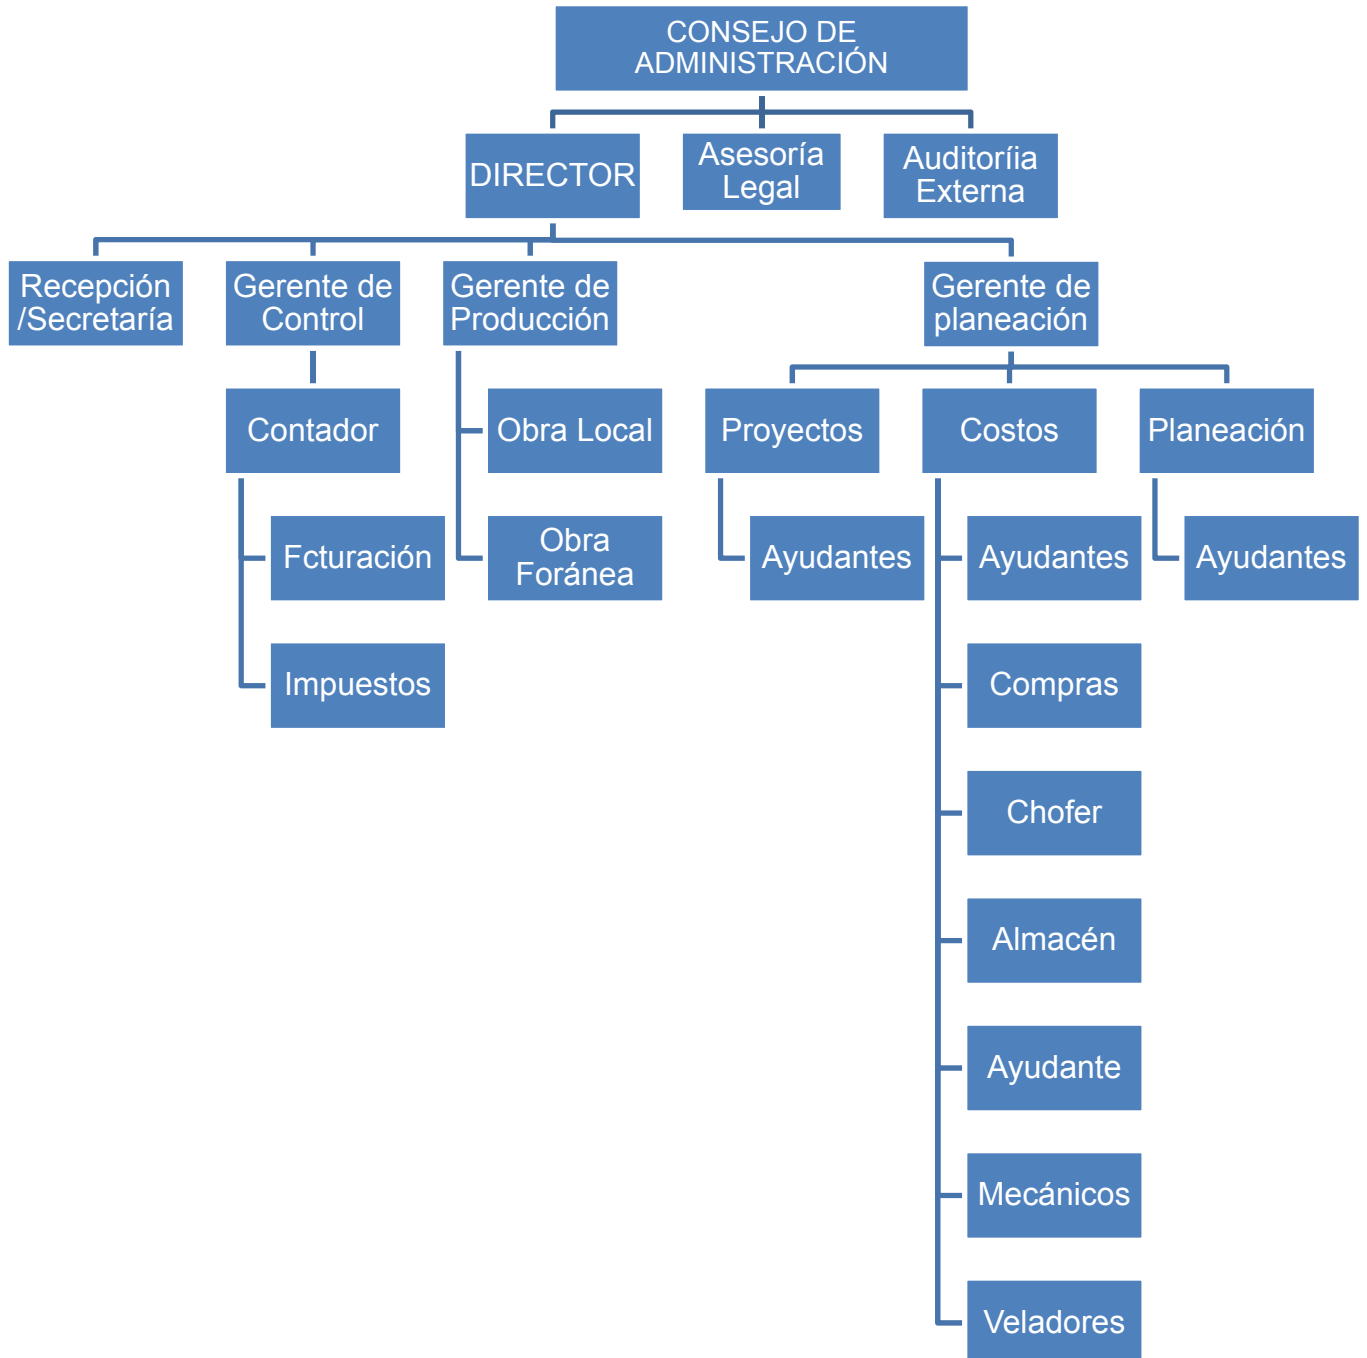 CONSEJO DE
ADMINISTRACIÓN
DIRECTOR
Asesoría
Legal
Auditoríia
Externa
Recepción
/Secretaría
Gerente de
Control
Gerente de
Producción
Gerente de
planeación
Contador
Obra Local
Proyectos
Costos
Planeación
Fcturación
Obra
Foránea
Ayudantes
Ayudantes
Ayudantes
Impuestos
Compras
Chofer
Almacén
Ayudante
Mecánicos
Veladores